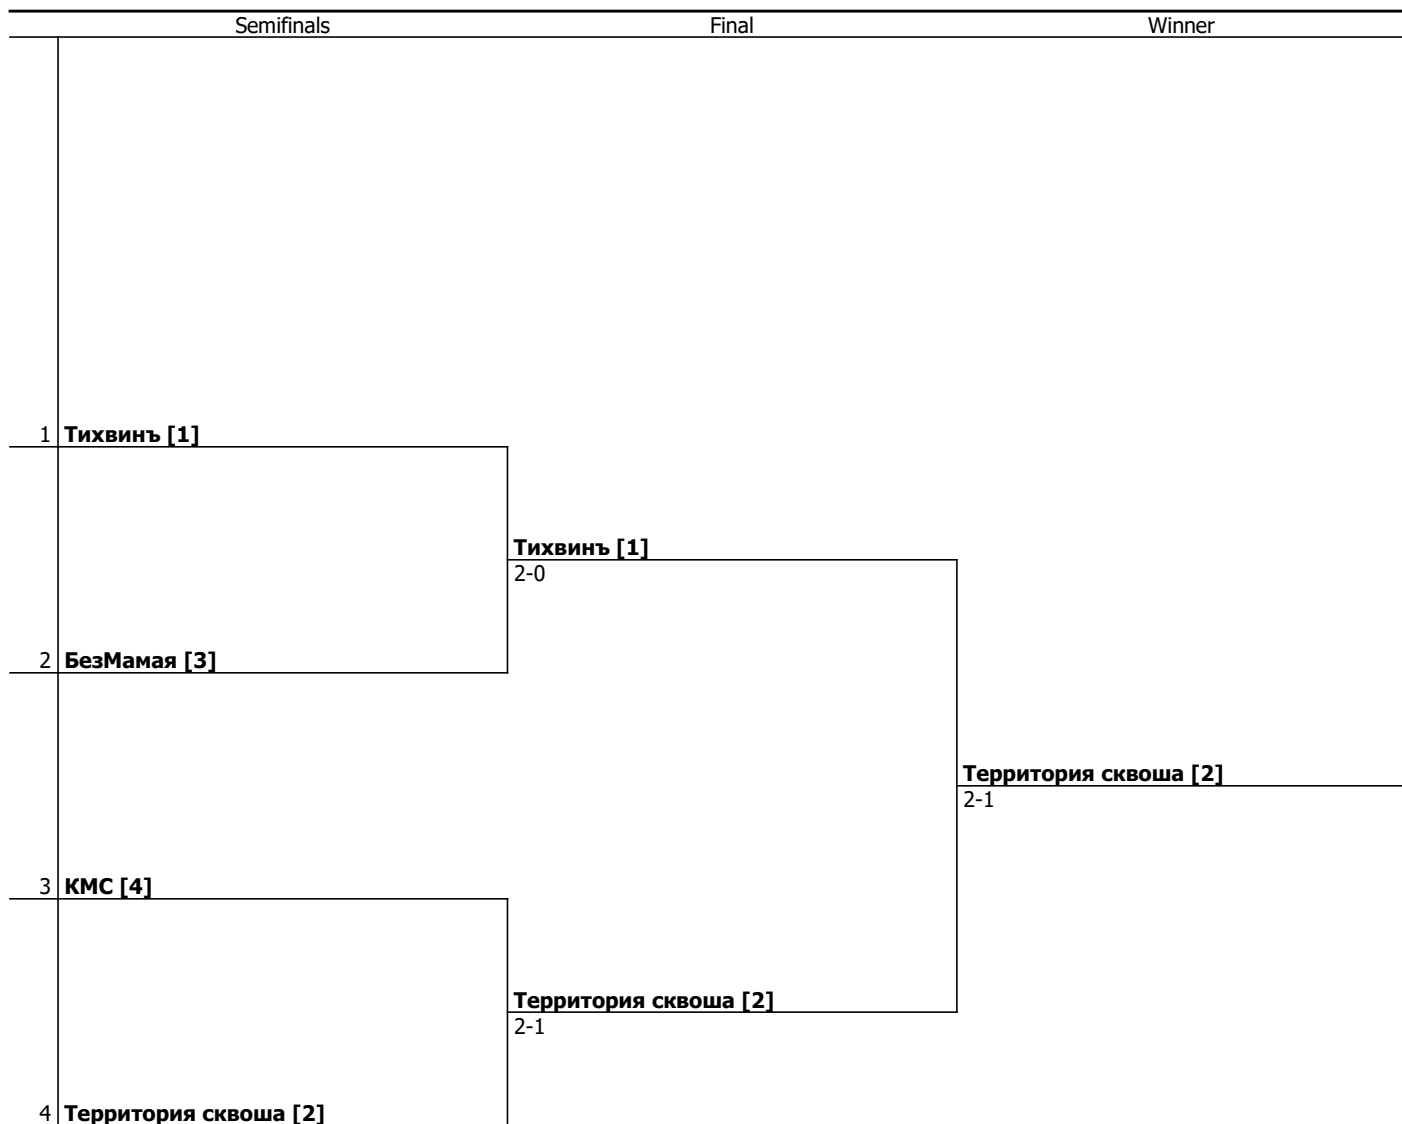 Semifinals Final Winner
1 Тихвинъ [1]
Тихвинъ [1]
2-0
2 БезМамая [3]
Территория сквоша [2]
2-1
3 КМС [4]
Территория сквоша [2]
2-1
4 Территория сквоша [2]